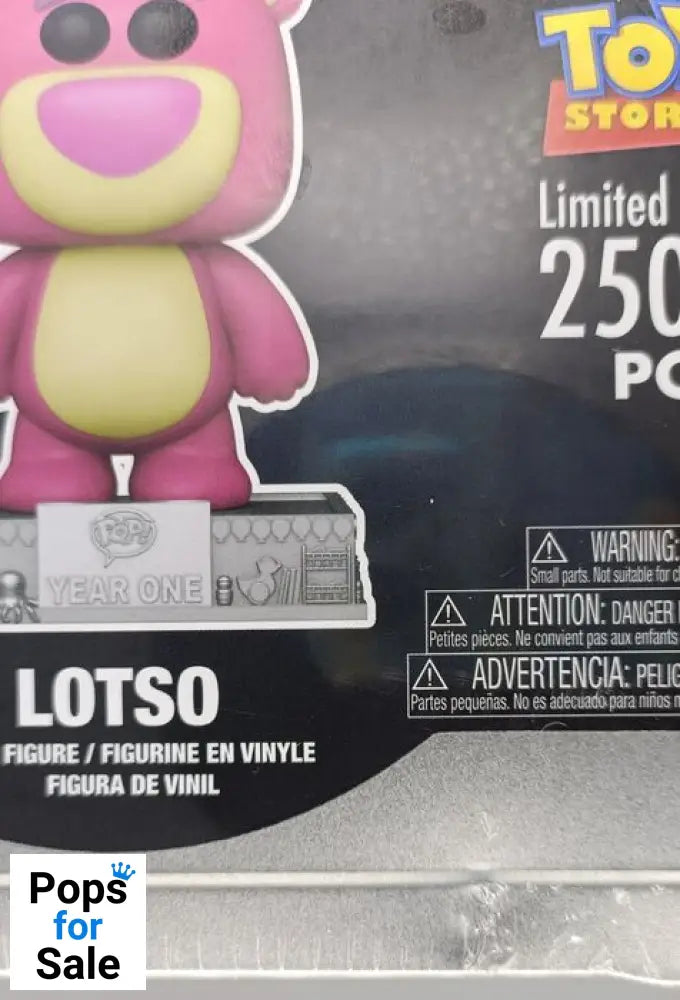 TOY
STOR
Limited
250
PC
WARNING:
Small parts. Not suitable for c
ATTENTION: DANGER
Petites pièces. Ne convient pas aux enfants
ADVERTENCIA: PELIG
Partes pequeñas. No es adecuado para niños m
POP!
YEAR ONE
LOTSO
FIGURE / FIGURINE EN VINYLE
FIGURA DE VINIL
Pops
for
Sale